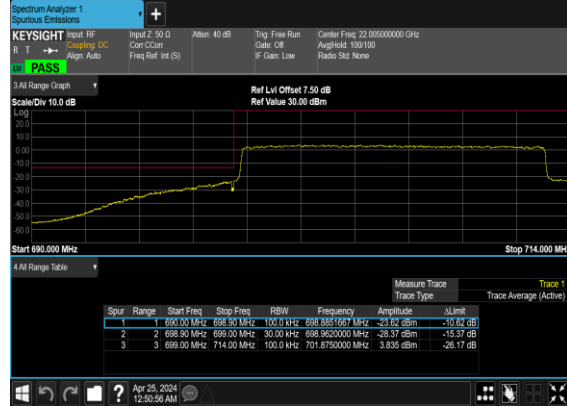 Spectrum Analyzer 1
Spurious Emissions
+
KEYSIGHT Input: RF Input Z: 50 Ω Atten: 40 dB Trig: Free Run Center Freq: 22.005000000 GHz
R T Coupling: DC Corr CCorr Gate: Off Avg|Hold: 100/100
Align: Auto Freq Ref: Int (S) IF Gain: Low Radio Std: None
LW PASS
3 All Range Graph
Ref Lvl Offset 7.50 dB
Scale/Div 10.0 dB Ref Value 30.00 dBm
Log
20.0
10.0
0.00
-10.0
-20.0
-30.0
-40.0
-50.0
-60.0
Start 690.000 MHz Stop 714.000 MH
4 All Range Table
Measure Trace Trace 1
Trace Type Trace Average (Active)
Spur Range Start Freq Stop Freq RBW Frequency Amplitude ΔLimit
1 1 690.00 MHz 698.90 MHz 100.0 kHz 698.8851667 MHz -23.62 dBm -10.62 dB
2 2 698.90 MHz 699.00 MHz 30.00 kHz 698.9620000 MHz -28.37 dBm -15.37 dB
3 3 699.00 MHz 714.00 MHz 100.0 kHz 701.8750000 MHz 3.835 dBm -26.17 dB
? Apr 25, 2024
12:50:56 AM